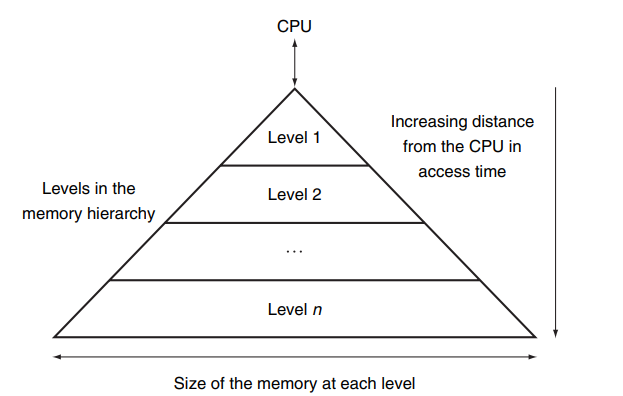 CPU
Level 1
Increasing distance
from the CPU in
access time
Levels in the
memory hierarchy
Level 2
...
Level n
Size of the memory at each level